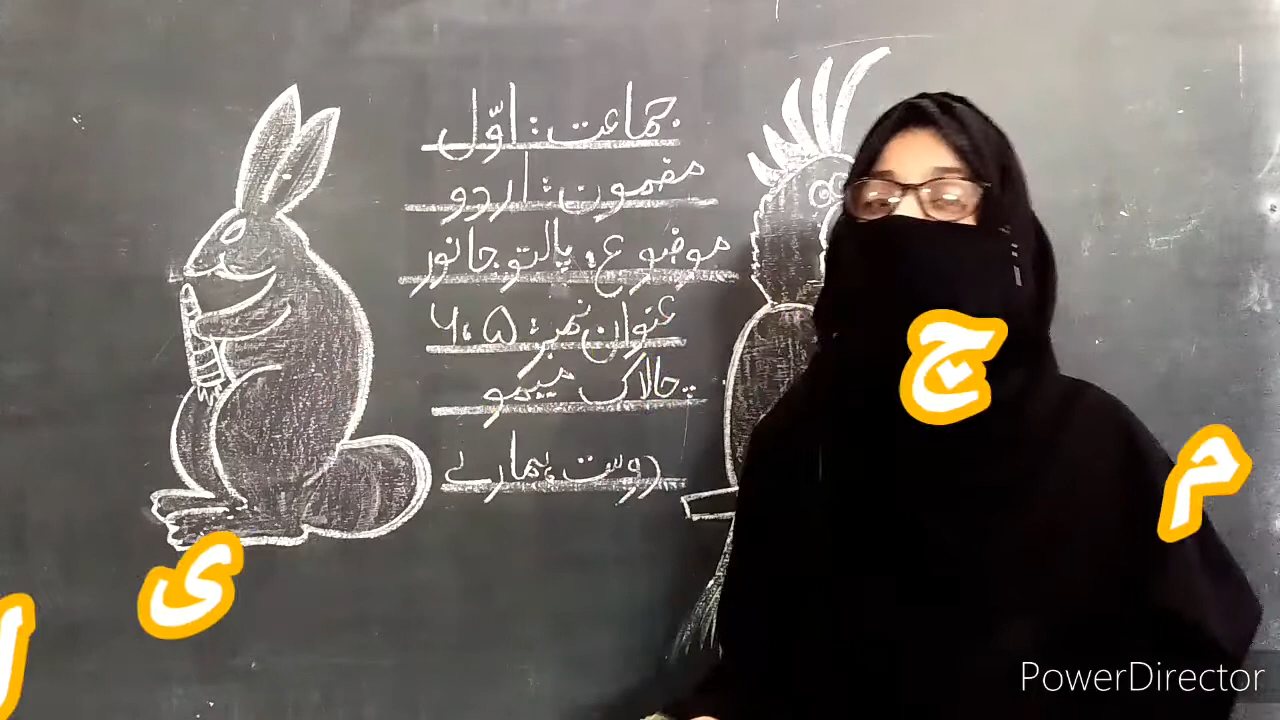 جماعت: اوّل
مضمون: اردو
موضوع: پالتو جانور
عنوان نمبر: ۶،۵
چالاک میمو
دوست ہمارے
چ
م
ی
ا
PowerDirector